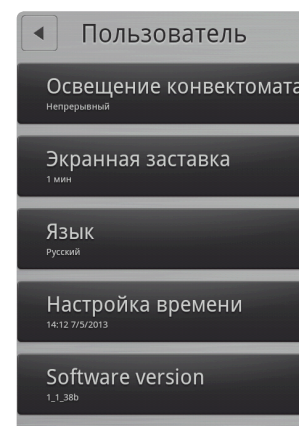 Пользователь
Освещение конвектомата
Непрерывный
Экранная заставка
1 мин
Язык
Русский
Настройка времени
14:12 7/5/2013
Software version
1_1_38b